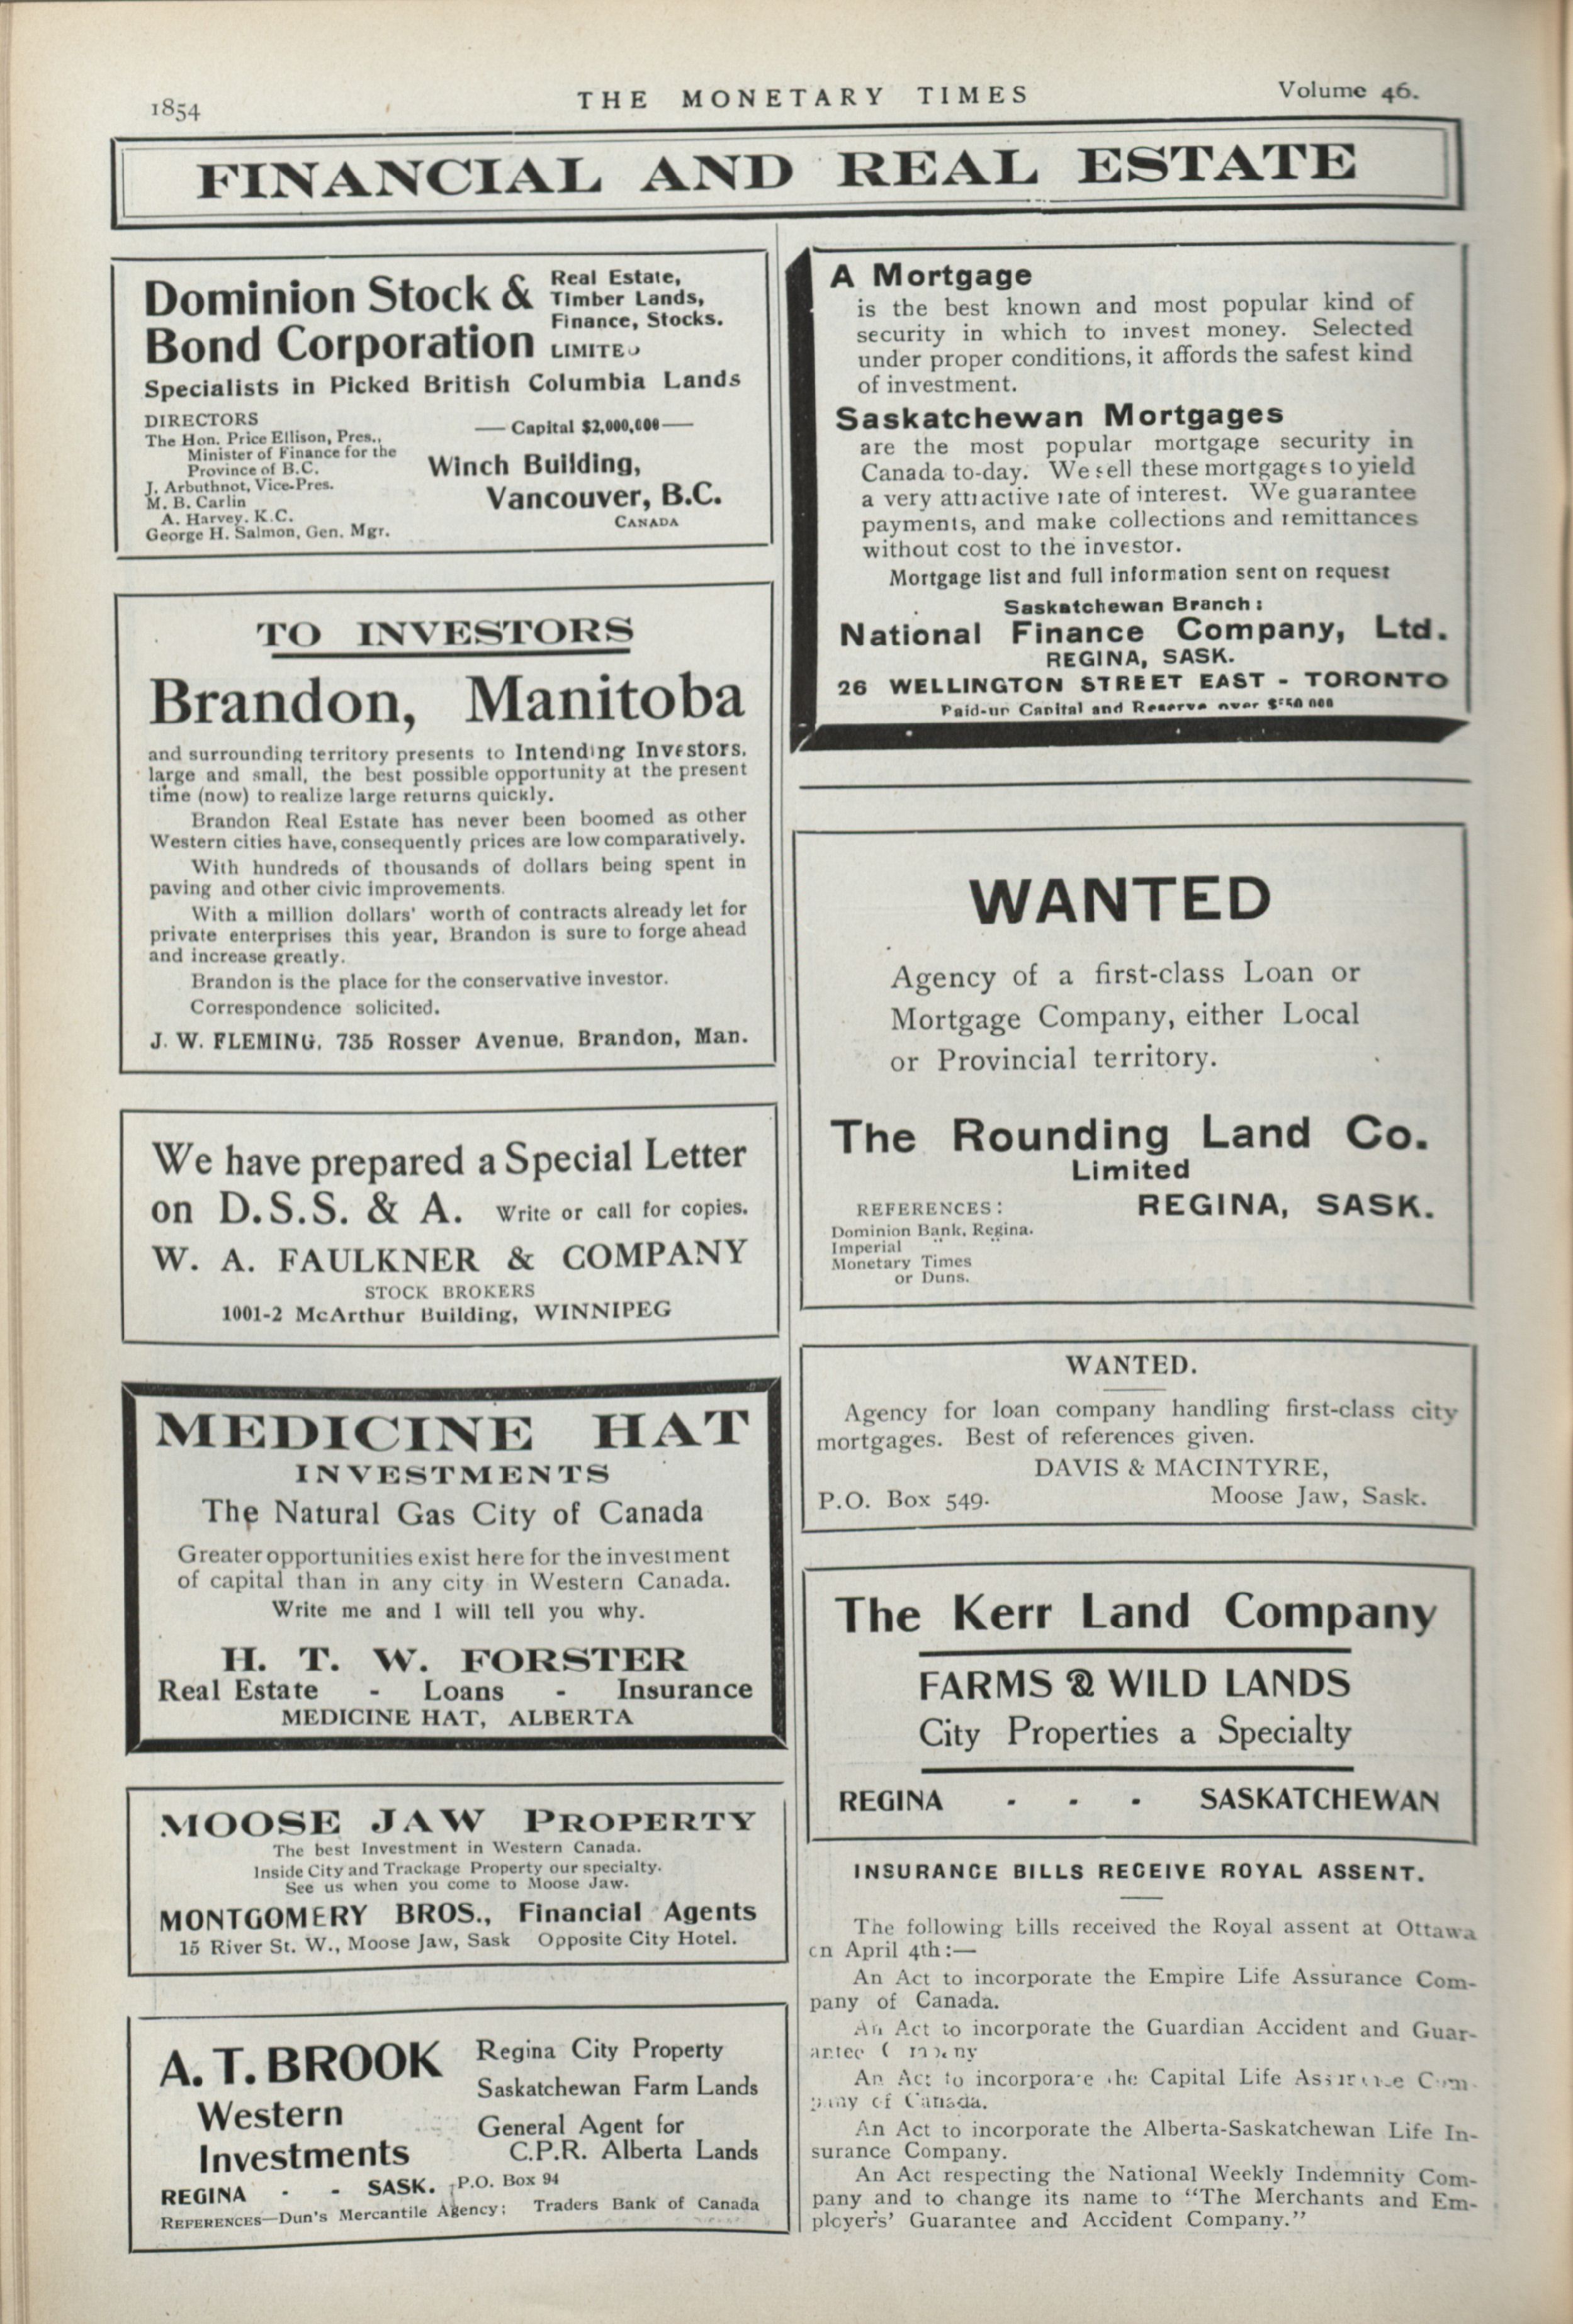 1854
THE MONETARY TIMES
Volume 46.
FINANCIAL AND REAL ESTATE
Dominion Stock &
Bond Corporation
Real Estate,
Timber Lands,
Finance, Stocks.
LIMITED
Specialists in Picked British Columbia Lands
DIRECTORS
The Hon. Price Ellison, Pres.,
Minister of Finance for the
Province of B.C.
J. Arbuthnot, Vice-Pres.
M. B. Carlin
A. Harvey, K.C.
George H. Salmon, Gen. Mgr.
— Capital $2,000,000 —
Winch Building,
Vancouver, B.C.
CANADA
TO INVESTORS
Brandon, Manitoba
and surrounding territory presents to Intending Investors,
large and small, the best possible opportunity at the present
time (now) to realize large returns quickly.
Brandon Real Estate has never been boomed as other
Western cities have, consequently prices are low comparatively.
With hundreds of thousands of dollars being spent in
paving and other civic improvements.
With a million dollars' worth of contracts already let for
private enterprises this year, Brandon is sure to forge ahead
and increase greatly.
Brandon is the place for the conservative investor.
Correspondence solicited.
J. W. FLEMING, 735 Rosser Avenue, Brandon, Man.
We have prepared a Special Letter
on D.S.S. & A. Write or call for copies.
W. A. FAULKNER & COMPANY
STOCK BROKERS
1001-2 McArthur Building, WINNIPEG
MEDICINE HAT
INVESTMENTS
The Natural Gas City of Canada
Greater opportunities exist here for the investment
of capital than in any city in Western Canada.
Write me and I will tell you why.
H. T. W. FORSTER
Real Estate - Loans - Insurance
MEDICINE HAT, ALBERTA
MOOSE JAW PROPERTY
The best Investment in Western Canada.
Inside City and Trackage Property our specialty.
See us when you come to Moose Jaw.
MONTGOMERY BROS., Financial Agents
15 River St. W., Moose Jaw, Sask Opposite City Hotel.
A. T. BROOK
Western
Investments
Regina City Property
Saskatchewan Farm Lands
General Agent for
C.P.R. Alberta Lands
REGINA - - SASK. P.O. Box 94
REFERENCES—Dun's Mercantile Agency; Traders Bank of Canada
A Mortgage
is the best known and most popular kind of
security in which to invest money. Selected
under proper conditions, it affords the safest kind
of investment.
Saskatchewan Mortgages
are the most popular mortgage security in
Canada to-day. We sell these mortgages to yield
a very attractive rate of interest. We guarantee
payments, and make collections and remittances
without cost to the investor.
Mortgage list and full information sent on request
Saskatchewan Branch:
National Finance Company, Ltd.
REGINA, SASK.
26 WELLINGTON STREET EAST - TORONTO
Paid-up Capital and Reserve over
WANTED
Agency of a first-class Loan or
Mortgage Company, either Local
or Provincial territory.
The Rounding Land Co.
Limited
REGINA, SASK.
REFERENCES:
Dominion Bank, Regina.
Imperial "  "
Monetary Times
or Duns.
WANTED.
Agency for loan company handling first-class city
mortgages. Best of references given.
DAVIS & MACINTYRE,
P.O. Box 549. Moose Jaw, Sask.
The Kerr Land Company
FARMS & WILD LANDS
City Properties a Specialty
REGINA - - - SASKATCHEWAN
INSURANCE BILLS RECEIVE ROYAL ASSENT.
The following bills received the Royal assent at Ottawa
on April 4th:—
An Act to incorporate the Empire Life Assurance Com-
pany of Canada.
An Act to incorporate the Guardian Accident and Guar-
antee Company
An Act to incorporate the Capital Life Assurance Com-
pany of Canada.
An Act to incorporate the Alberta-Saskatchewan Life In-
surance Company.
An Act respecting the National Weekly Indemnity Com-
pany and to change its name to "The Merchants and Em-
ployers' Guarantee and Accident Company."